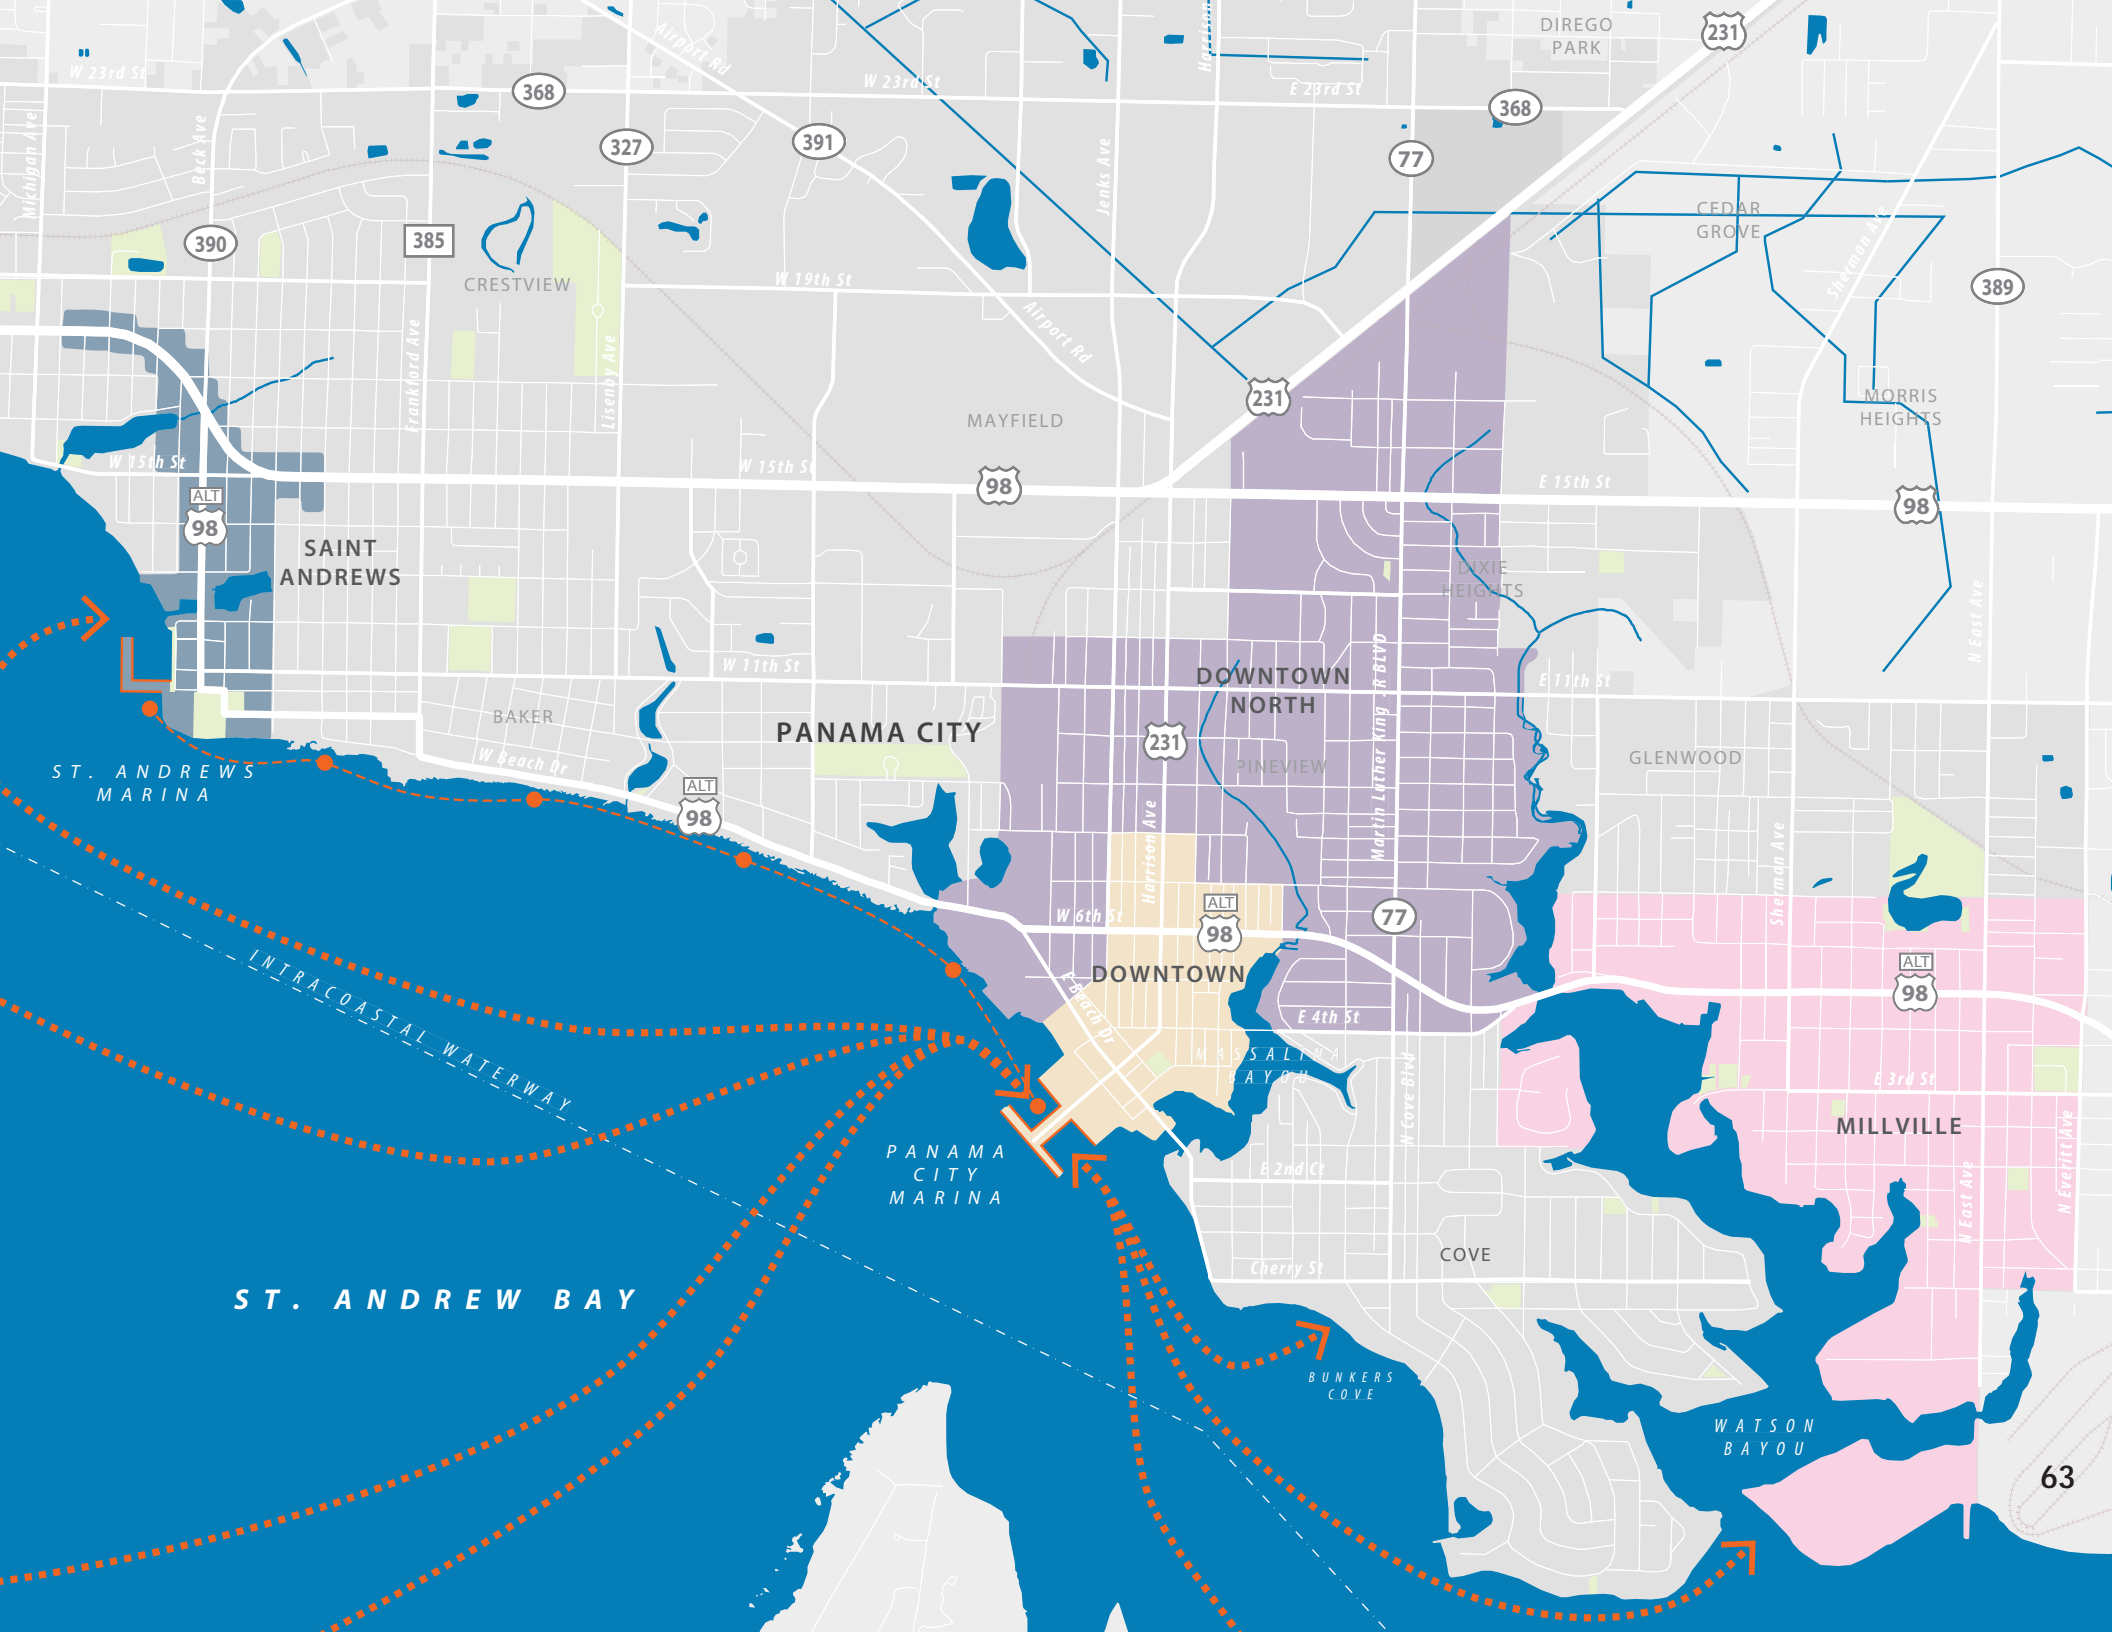 DIREGO
PARK
231
Airport Rd
Harrison
W 23rd St
W 23rd St
E 23rd St
368
368
391
327
77
Michigan Ave
Beck Ave
Jenks Ave
CEDAR
GROVE
390
385
Sherman Ave
389
CRESTVIEW
W 19th St
Airport Rd
Frankford Ave
Lisenby Ave
231
MORRIS
HEIGHTS
MAYFIELD
W 15th St
W 15th St
98
E 15th St
98
ALT
98
SAINT
ANDREWS
DIXIE
HEIGHTS
N East Ave
W 11th St
DOWNTOWN
NORTH
E 11th St
Martin Luther King JR BLVD
BAKER
PANAMA CITY
231
W Beach Dr
PINEVIEW
GLENWOOD
ST. ANDREWS
MARINA
ALT
98
Harrison Ave
Sherman Ave
W 6th St
ALT
98
77
INTRACOASTAL WATERWAY
DOWNTOWN
E Beach Dr
ALT
98
E 4th St
MASSALINA
BAYOU
N Cove Blvd
E 3rd St
MILLVILLE
PANAMA
CITY
MARINA
E 2nd Ct
N East Ave
N Everitt Ave
COVE
Cherry St
ST. ANDREW BAY
BUNKERS
COVE
WATSON
BAYOU
63